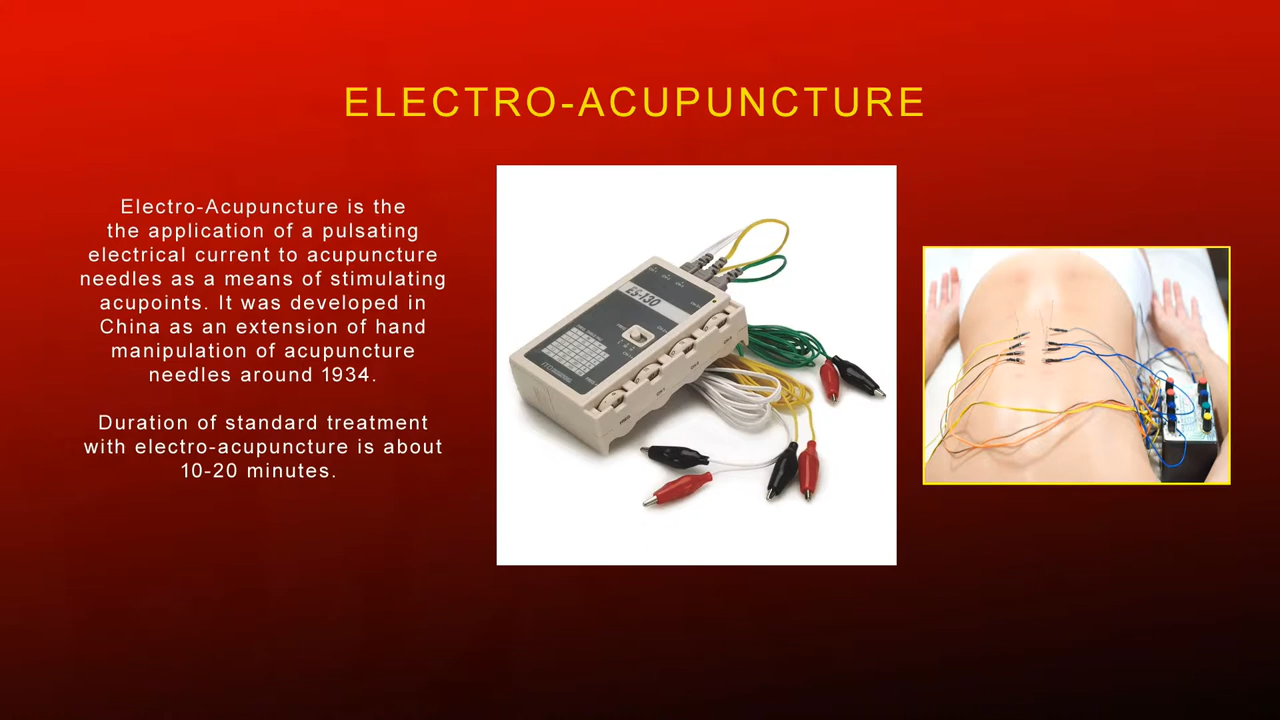 ELECTRO-ACUPUNCTURE
Electro-Acupuncture is the
the application of a pulsating
electrical current to acupuncture
needles as a means of stimulating
acupoints. It was developed in
China as an extension of hand
manipulation of acupuncture
needles around 1934.
Duration of standard treatment
with electro-acupuncture is about
10-20 minutes.
ES-130